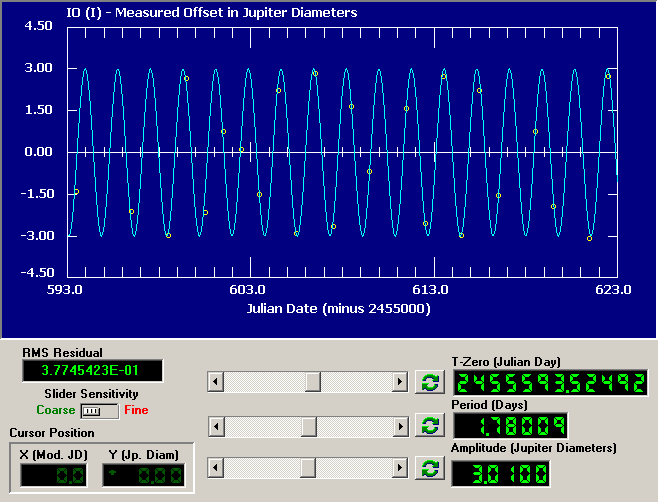 IO (I) - Measured Offset in Jupiter Diameters
4.50
3.00
1.50
0.00
-1.50
-3.00
-4.50
593.0 603.0 613.0 623.0
Julian Date (minus 2455000)
RMS Residual
3.7745423E-01
Slider Sensitivity
Coarse Fine
Cursor Position
X (Mod. JD) Y (Jp. Diam)
0.0 + 0.00
T-Zero (Julian Day)
2455593.52492
Period (Days)
1.78009
Amplitude (Jupiter Diameters)
3.0100